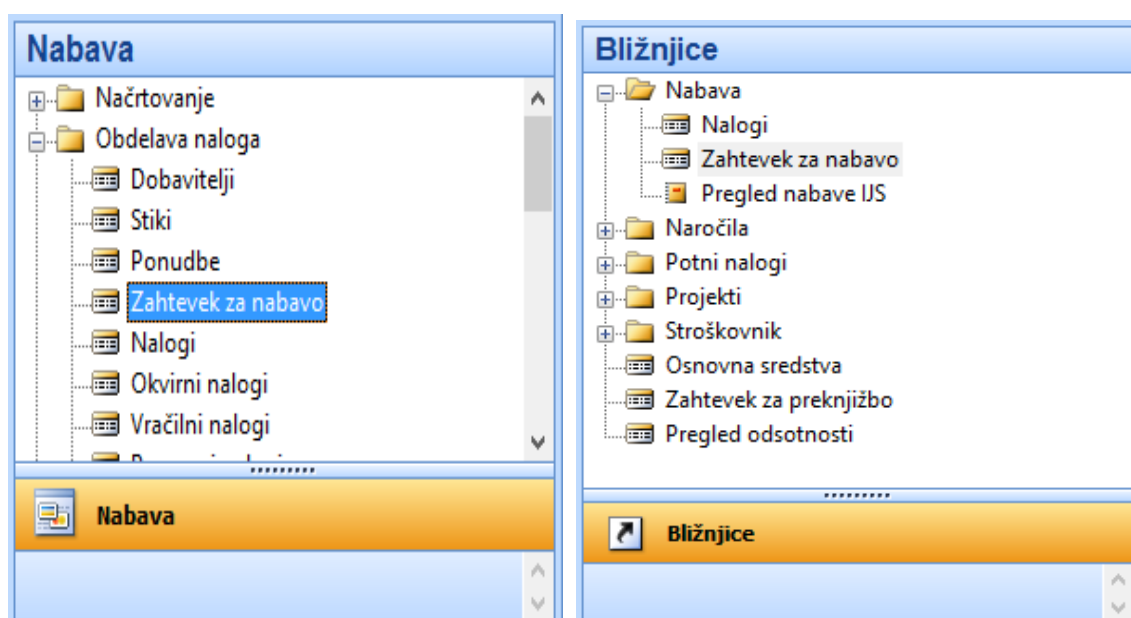 Nabava
Načrtovanje
Obdelava naloga
Dobavitelji
Stiki
Ponudbe
Zahtevek za nabavo
Nalogi
Okvirni nalogi
Vračilni nalogi
Nabava
Bližnjice
Nabava
Nalogi
Zahtevek za nabavo
Pregled nabave IJS
Naročila
Potni nalogi
Projekti
Stroškovnik
Osnovna sredstva
Zahtevek za preknjižbo
Pregled odsotnosti
Bližnjice